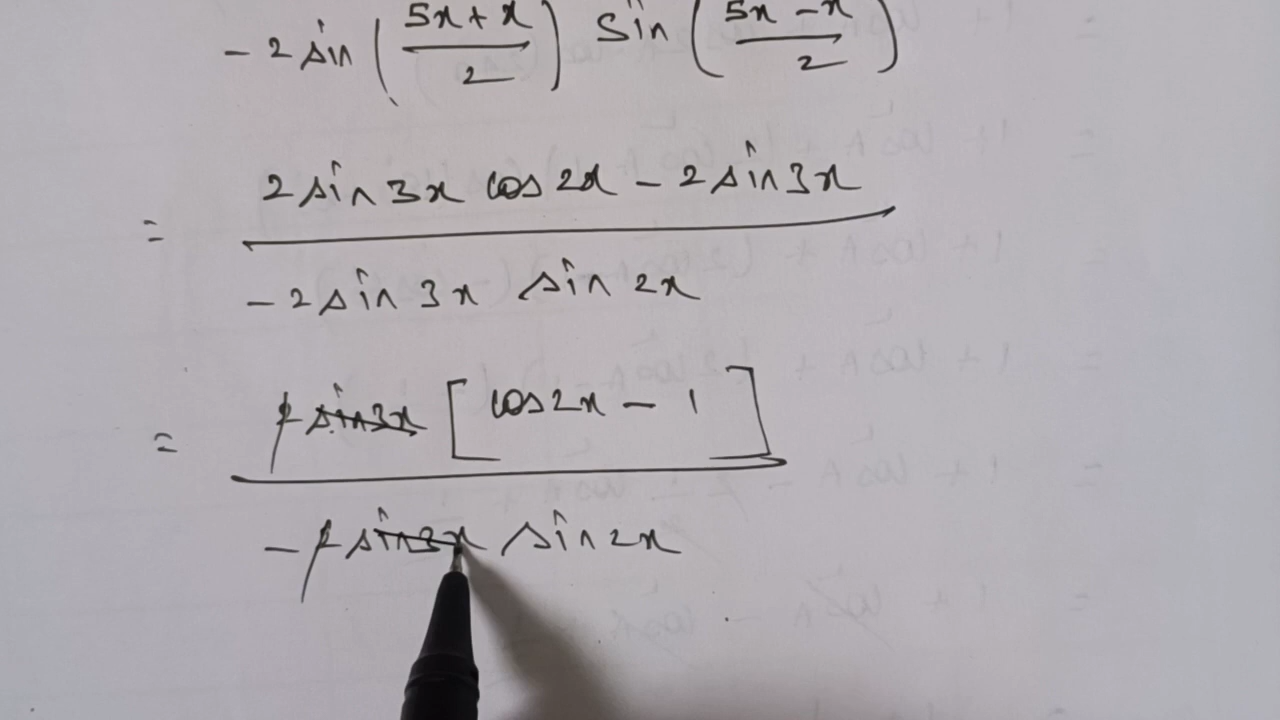 - 2 sin ( 5x + x / 2 ) sin ( 5x - x / 2 )
= 2 sin 3x cos 2x - 2 sin 3x
- 2 sin 3x sin 2x
= 2 sin 3x [ cos 2x - 1 ]
- 2 sin 3x sin 2x